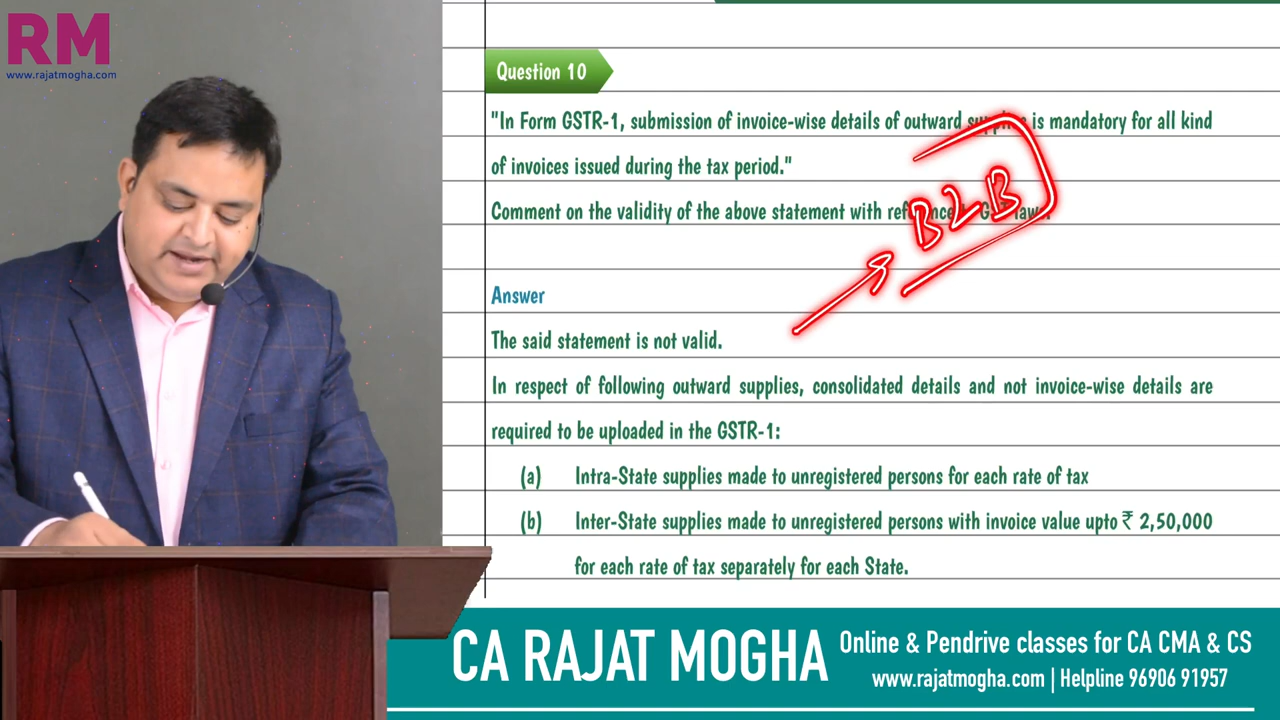 RM
www.rajatmogha.com
Question 10
"In Form GSTR-1, submission of invoice-wise details of outward supplies is mandatory for all kind
of invoices issued during the tax period."
Comment on the validity of the above statement with reference GST law.
B2B
Answer
The said statement is not valid.
In respect of following outward supplies, consolidated details and not invoice-wise details are
required to be uploaded in the GSTR-1:
(a) Intra-State supplies made to unregistered persons for each rate of tax
(b) Inter-State supplies made to unregistered persons with invoice value upto ₹ 2,50,000
for each rate of tax separately for each State.
CA RAJAT MOGHA
Online & Pendrive classes for CA CMA & CS
www.rajatmogha.com | Helpline 96906 91957